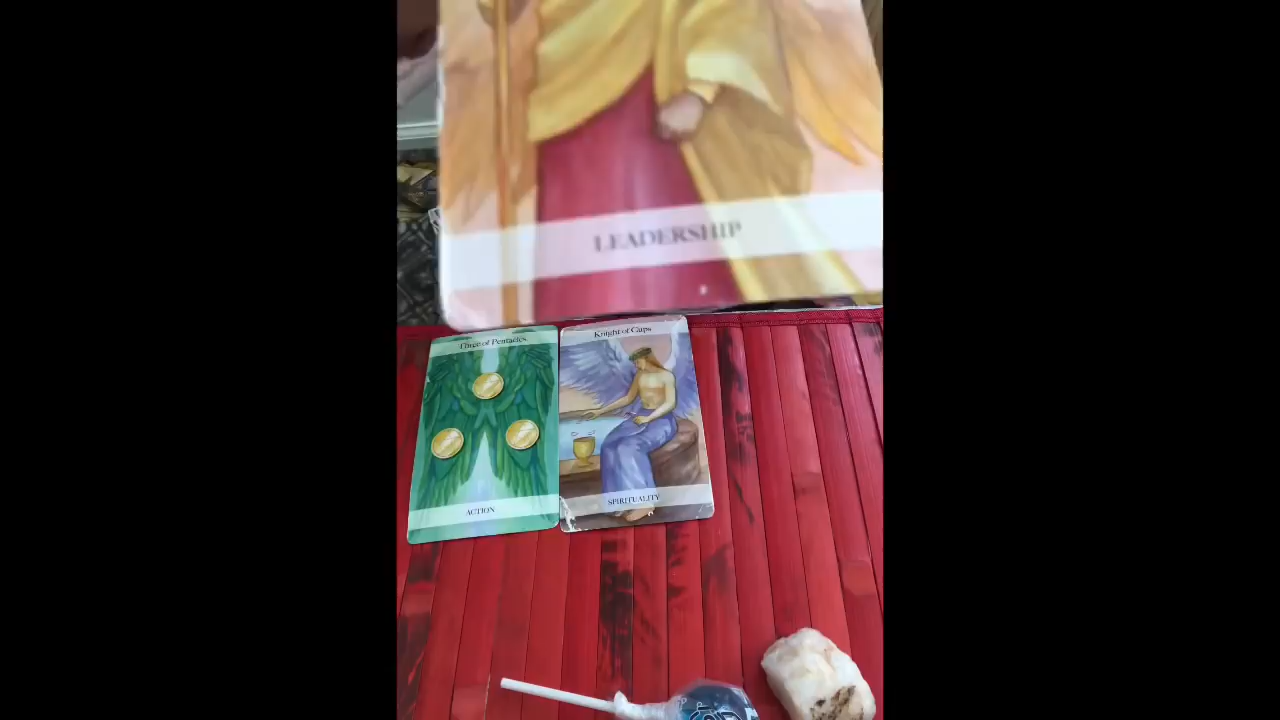 LEADERSHIP
Three of Pentacles
Knight of Cups
ACTION
SPIRITUALITY